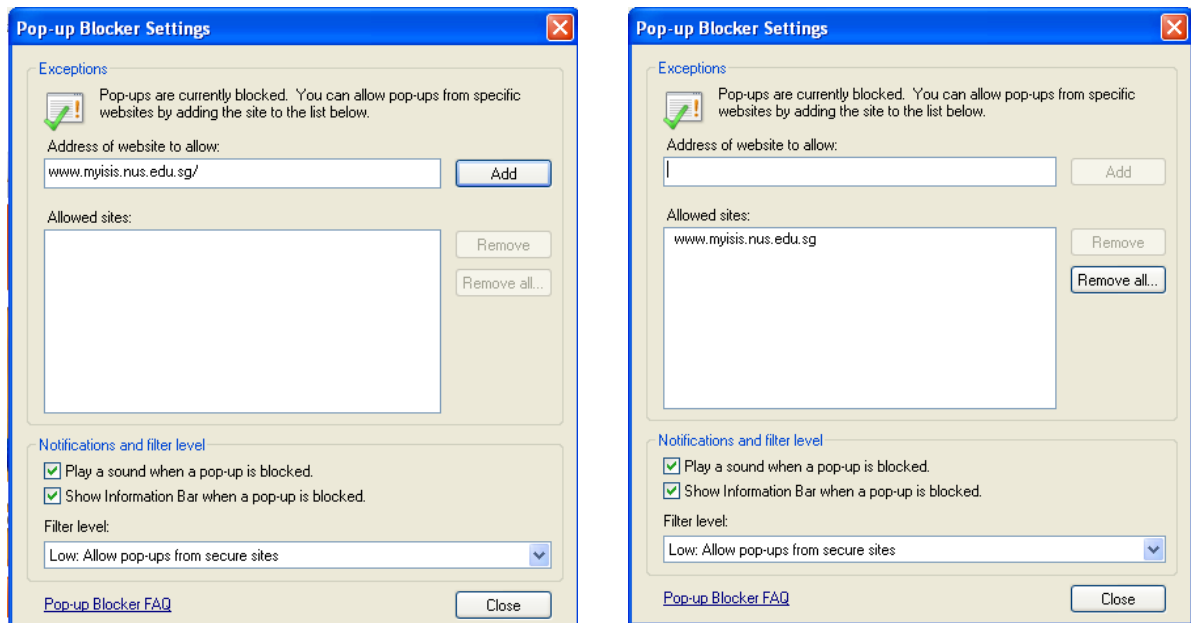 Pop-up Blocker Settings
Exceptions
Pop-ups are currently blocked. You can allow pop-ups from specific
websites by adding the site to the list below.
Address of website to allow:
www.myisis.nus.edu.sg/
Add
Allowed sites:
Remove
Remove all...
Notifications and filter level
Play a sound when a pop-up is blocked.
Show Information Bar when a pop-up is blocked.
Filter level:
Low: Allow pop-ups from secure sites
Pop-up Blocker FAQ
Close
Pop-up Blocker Settings
Exceptions
Pop-ups are currently blocked. You can allow pop-ups from specific
websites by adding the site to the list below.
Address of website to allow:
Add
Allowed sites:
www.myisis.nus.edu.sg
Remove
Remove all...
Notifications and filter level
Play a sound when a pop-up is blocked.
Show Information Bar when a pop-up is blocked.
Filter level:
Low: Allow pop-ups from secure sites
Pop-up Blocker FAQ
Close